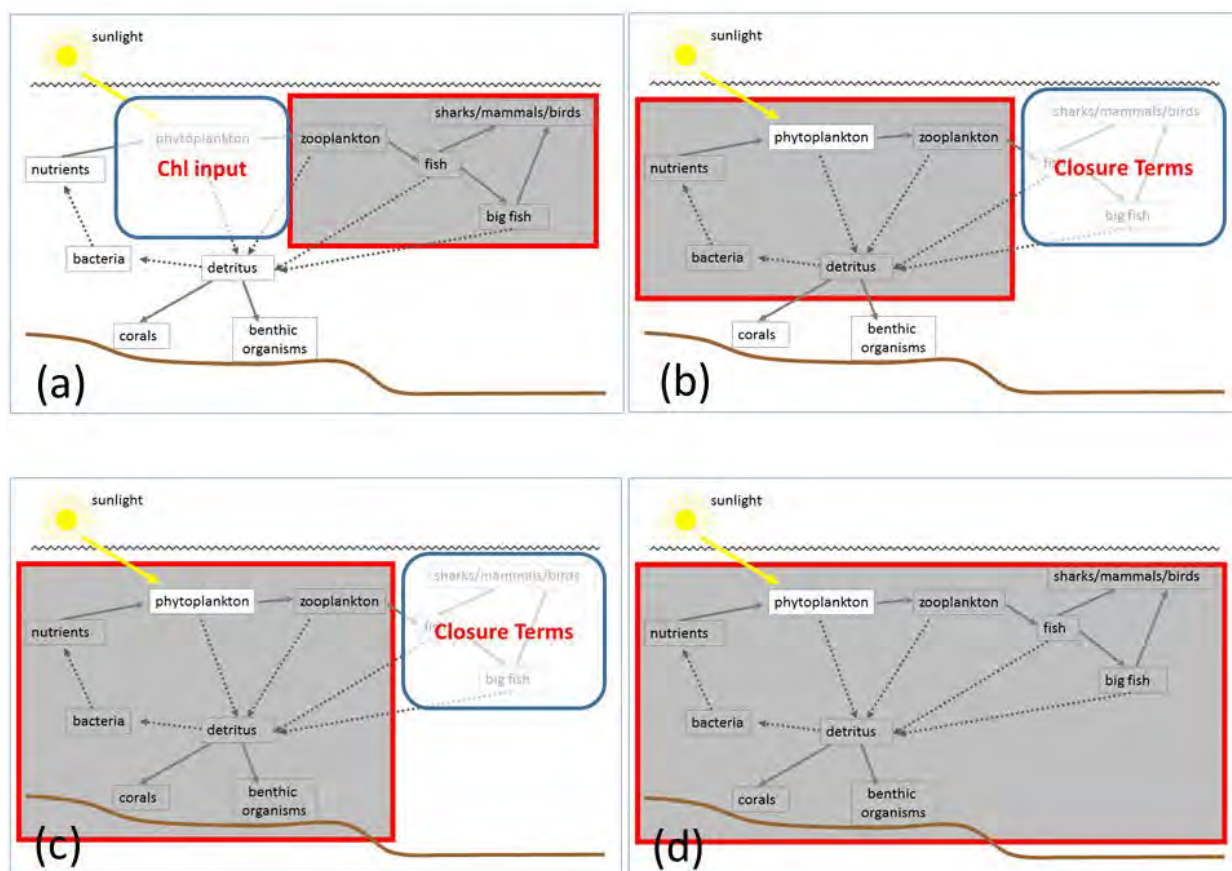 sunlight
sharks/mammals/birds
phytoplankton
zooplankton
Chl input
fish
nutrients
big fish
bacteria
detritus
corals
benthic
organisms
(a)
sunlight
sharks/mammals/birds
phytoplankton
zooplankton
fish
Closure Terms
nutrients
big fish
bacteria
detritus
corals
benthic
organisms
(b)
sunlight
sharks/mammals/birds
phytoplankton
zooplankton
Closure Terms
nutrients
big fish
bacteria
detritus
corals
benthic
organisms
(c)
sunlight
sharks/mammals/birds
phytoplankton
zooplankton
fish
nutrients
big fish
bacteria
detritus
corals
benthic
organisms
(d)